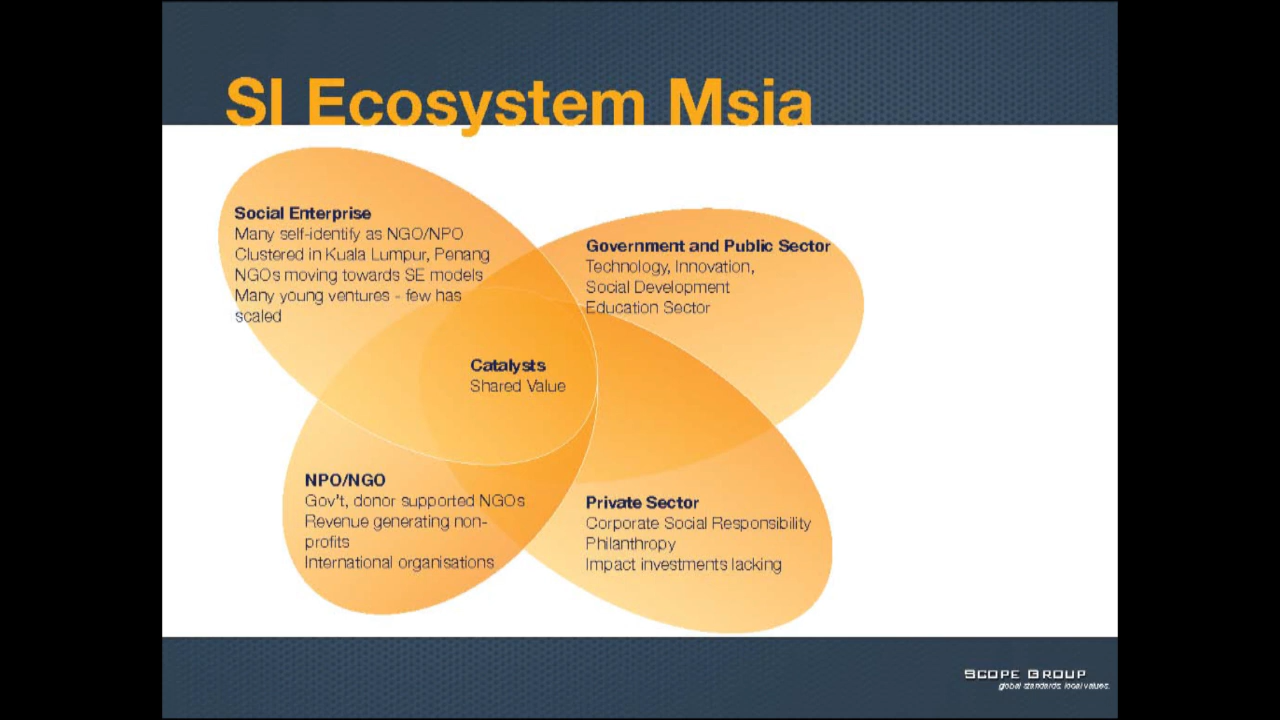 SI Ecosystem Msia
Social Enterprise
Many self-identify as NGO/NPO
Clustered in Kuala Lumpur, Penang
NGOs moving towards SE models
Many young ventures - few has
scaled
Government and Public Sector
Technology, Innovation,
Social Development
Education Sector
Catalysts
Shared Value
NPO/NGO
Gov't, donor supported NGOs
Revenue generating non-
profits
International organisations
Private Sector
Corporate Social Responsibility
Philanthropy
Impact investments lacking
SCOPE GROUP
global standards. local values.